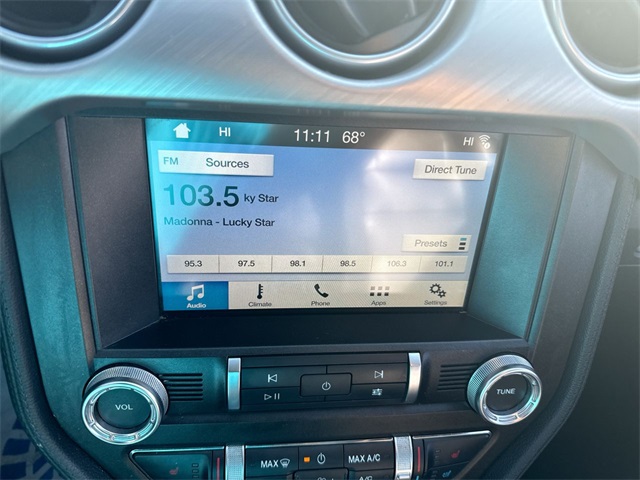 HI 11:11 68° HI
FM Sources Direct Tune
103.5 ky Star
Madonna - Lucky Star
Presets
95.3 97.5 98.1 98.5 106.3 101.1
Audio Climate Phone Apps Settings
VOL
TUNE
MAX MAX A/C
A/C